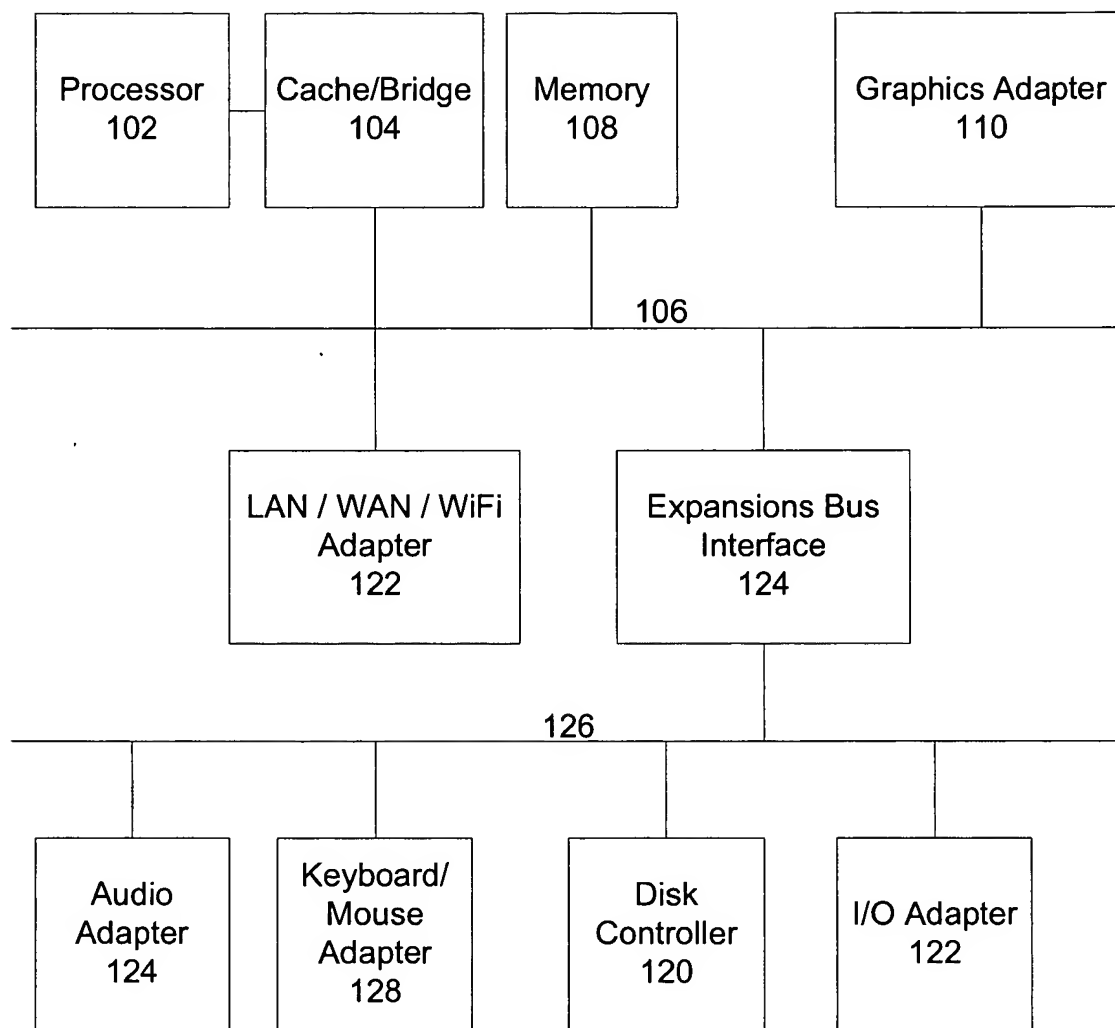 Processor
102
Cache/Bridge
104
Memory
108
Graphics Adapter
110
106
LAN / WAN / WiFi
Adapter
122
Expansions Bus
Interface
124
126
Audio
Adapter
124
Keyboard/
Mouse
Adapter
128
Disk
Controller
120
I/O Adapter
122